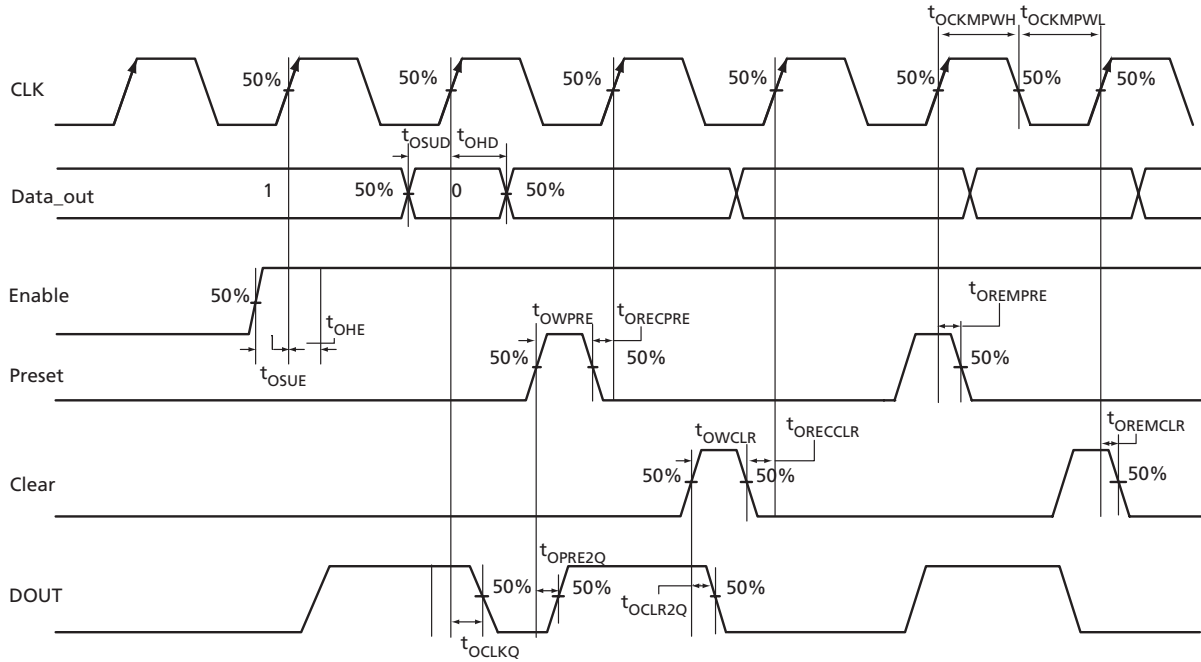 tOCKMPWH tOCKMPWL
CLK 50% 50% 50% 50% 50% 50% 50%
tOSUD tOHD
Data_out 1 50% 0 50%
Enable 50%
tOHE
tOSUE
tOWPRE tORECPRE tOREMPRE
Preset 50% 50% 50%
tOWCLR tORECCLR tOREMCLR
Clear 50% 50% 50%
tOPRE2Q
DOUT 50% 50% 50%
tOCLR2Q
tOCLKQ